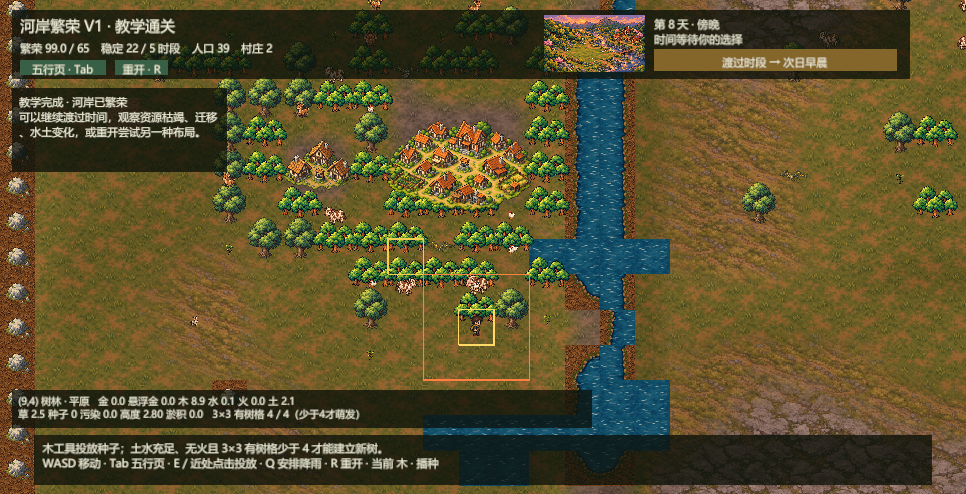 河岸繁荣 V1 · 教学通关
繁荣 99.0 / 65 稳定 22 / 5 时段 人口 39 村庄 2
五行页 · Tab 重开 · R
第 8 天 · 傍晚
时间等待你的选择
渡过时段 → 次日早晨
教学完成 · 河岸已繁荣
可以继续渡过时间，观察资源枯竭、迁移
、水土变化，或重开尝试另一种布局。
(9,4) 树林 · 平原 金 0.0 悬浮金 0.0 木 8.9 水 0.1 火 0.0 土 2.1
草 2.5 种子 0 污染 0.0 高度 2.80 淤积 0.0 3×3 有树格 4 / 4（少于4才萌发）
木工具投放种子；土水充足、无火且 3×3 有树格少于 4 才能建立新树。
WASD 移动 · Tab 五行页 · E / 近处点击投放 · Q 安排降雨 · R 重开 · 当前 木 · 播种